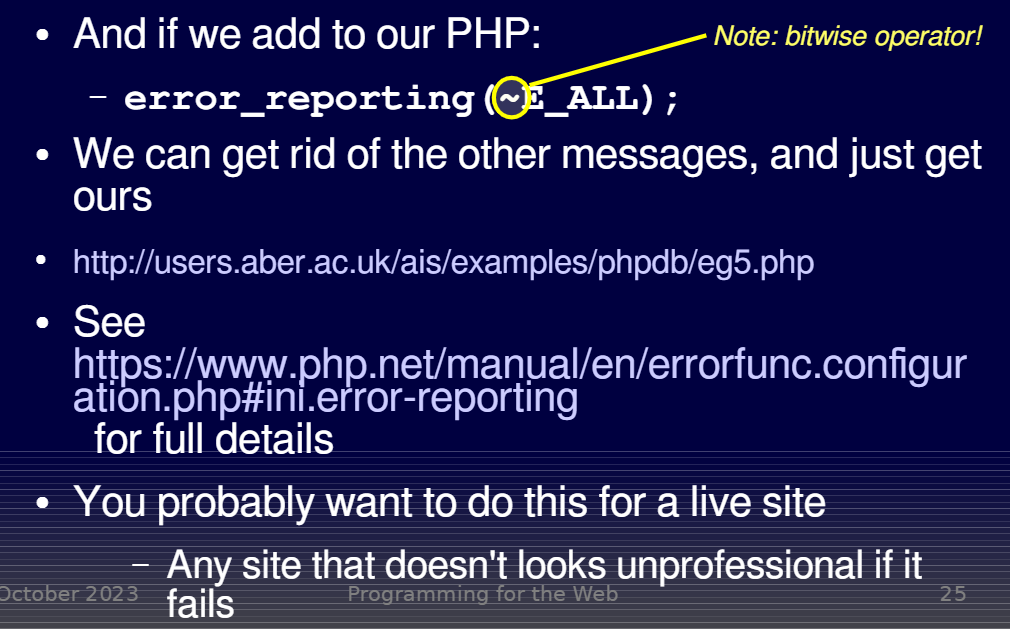 • And if we add to our PHP:
Note: bitwise operator!
– error_reporting(~E_ALL);
• We can get rid of the other messages, and just get
ours
• http://users.aber.ac.uk/ais/examples/phpdb/eg5.php
• See
https://www.php.net/manual/en/errorfunc.configur
ation.php#ini.error-reporting
for full details
• You probably want to do this for a live site
– Any site that doesn't looks unprofessional if it
fails
October 2023 Programming for the Web 25